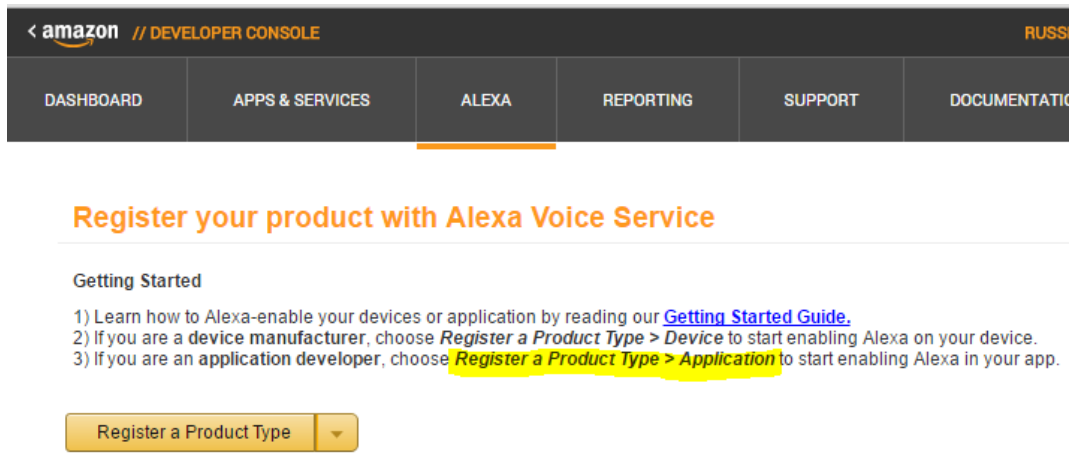 < amazon // DEVELOPER CONSOLE RUSS
DASHBOARD APPS & SERVICES ALEXA REPORTING SUPPORT DOCUMENTATIO
Register your product with Alexa Voice Service
Getting Started
1) Learn how to Alexa-enable your devices or application by reading our Getting Started Guide.
2) If you are a device manufacturer, choose Register a Product Type > Device to start enabling Alexa on your device.
3) If you are an application developer, choose Register a Product Type > Application to start enabling Alexa in your app.
Register a Product Type